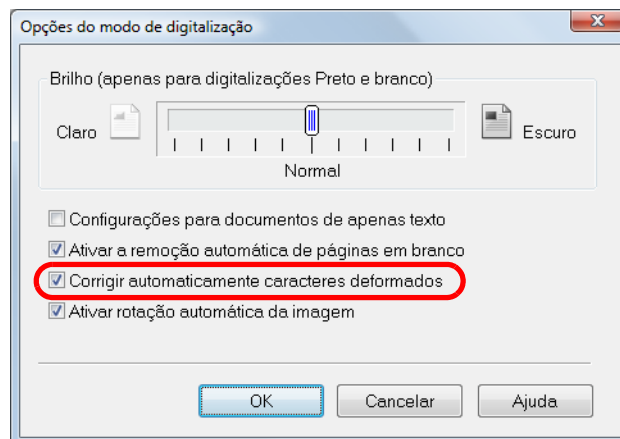 Opções do modo de digitalização
Brilho (apenas para digitalizações Preto e branco)
Claro
Escuro
Normal
Configurações para documentos de apenas texto
Ativar a remoção automática de páginas em branco
Corrigir automaticamente caracteres deformados
Ativar rotação automática da imagem
OK Cancelar Ajuda